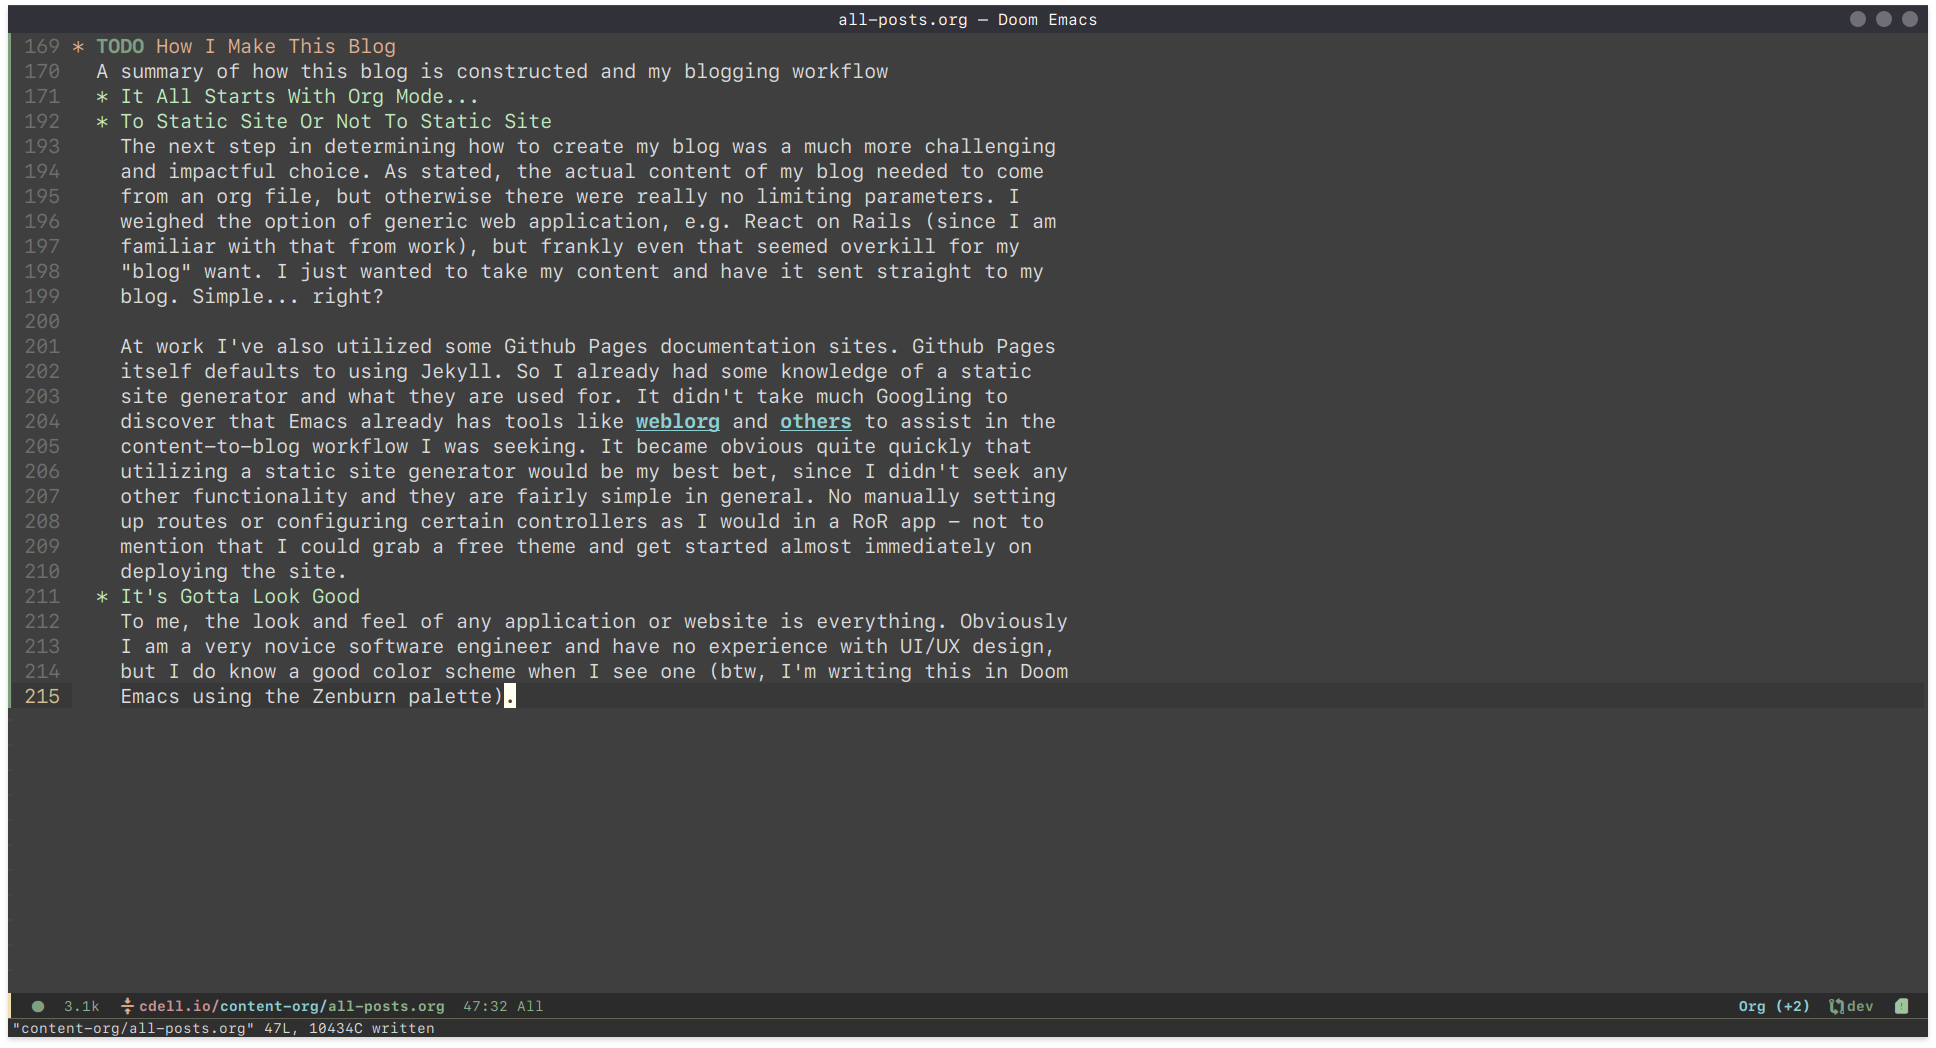 all-posts.org – Doom Emacs
169 * TODO How I Make This Blog
170 A summary of how this blog is constructed and my blogging workflow
171 * It All Starts With Org Mode...
192 * To Static Site Or Not To Static Site
193 The next step in determining how to create my blog was a much more challenging
194 and impactful choice. As stated, the actual content of my blog needed to come
195 from an org file, but otherwise there were really no limiting parameters. I
196 weighed the option of generic web application, e.g. React on Rails (since I am
197 familiar with that from work), but frankly even that seemed overkill for my
198 "blog" want. I just wanted to take my content and have it sent straight to my
199 blog. Simple... right?
200
201 At work I've also utilized some Github Pages documentation sites. Github Pages
202 itself defaults to using Jekyll. So I already had some knowledge of a static
203 site generator and what they are used for. It didn't take much Googling to
204 discover that Emacs already has tools like weblorg and others to assist in the
205 content-to-blog workflow I was seeking. It became obvious quite quickly that
206 utilizing a static site generator would be my best bet, since I didn't seek any
207 other functionality and they are fairly simple in general. No manually setting
208 up routes or configuring certain controllers as I would in a RoR app – not to
209 mention that I could grab a free theme and get started almost immediately on
210 deploying the site.
211 * It's Gotta Look Good
212 To me, the look and feel of any application or website is everything. Obviously
213 I am a very novice software engineer and have no experience with UI/UX design,
214 but I do know a good color scheme when I see one (btw, I'm writing this in Doom
215 Emacs using the Zenburn palette).
3.1k cdell.io/content-org/all-posts.org 47:32 All Org (+2) dev
"content-org/all-posts.org" 47L, 10434C written